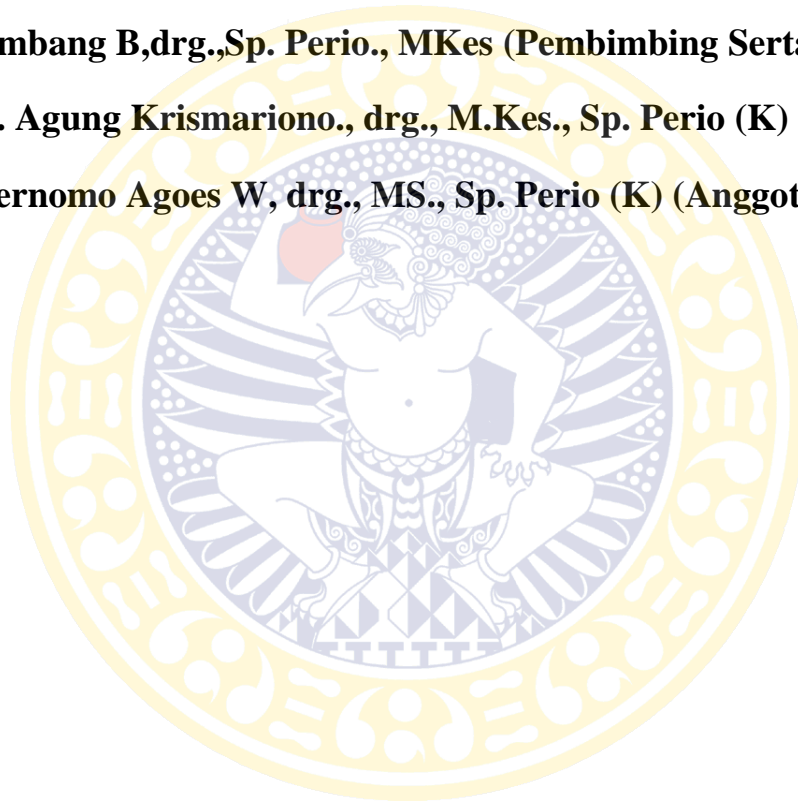 mbang B,drg.,Sp. Perio., MKes (Pembimbing Serta
. Agung Krismariono., drg., M.Kes., Sp. Perio (K)
ernomo Agoes W, drg., MS., Sp. Perio (K) (Anggot